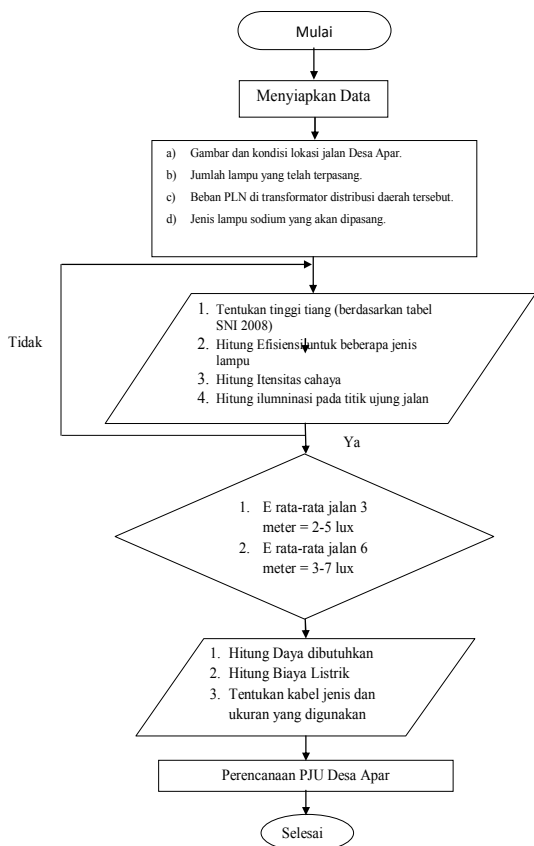 Mulai
Menyiapkan Data
a) Gambar dan kondisi lokasi jalan Desa Apar.
b) Jumlah lampu yang telah terpasang.
c) Beban PLN di transformator distribusi daerah tersebut.
d) Jenis lampu sodium yang akan dipasang.
Tidak
1. Tentukan tinggi tiang (berdasarkan tabel
SNI 2008)
2. Hitung Efisiensi untuk beberapa jenis
lampu
3. Hitung Itensitas cahaya
4. Hitung ilumninasi pada titik ujung jalan
Ya
1. E rata-rata jalan 3
meter = 2-5 lux
2. E rata-rata jalan 6
meter = 3-7 lux
1. Hitung Daya dibutuhkan
2. Hitung Biaya Listrik
3. Tentukan kabel jenis dan
ukuran yang digunakan
Perencanaan PJU Desa Apar
Selesai